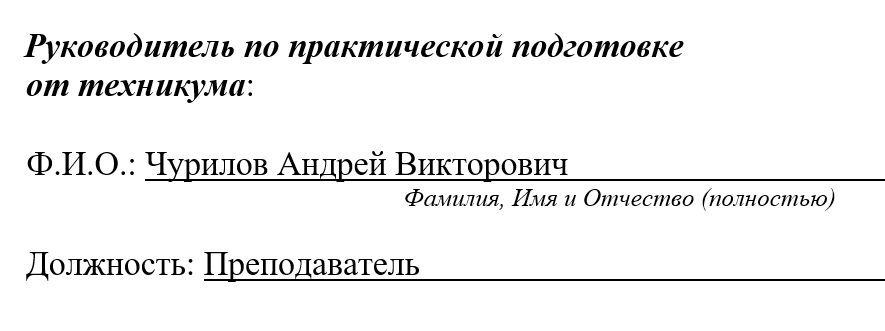 Руководитель по практической подготовке
от техникума:
Ф.И.О.: Чурилов Андрей Викторович
Фамилия, Имя и Отчество (полностью)
Должность: Преподаватель